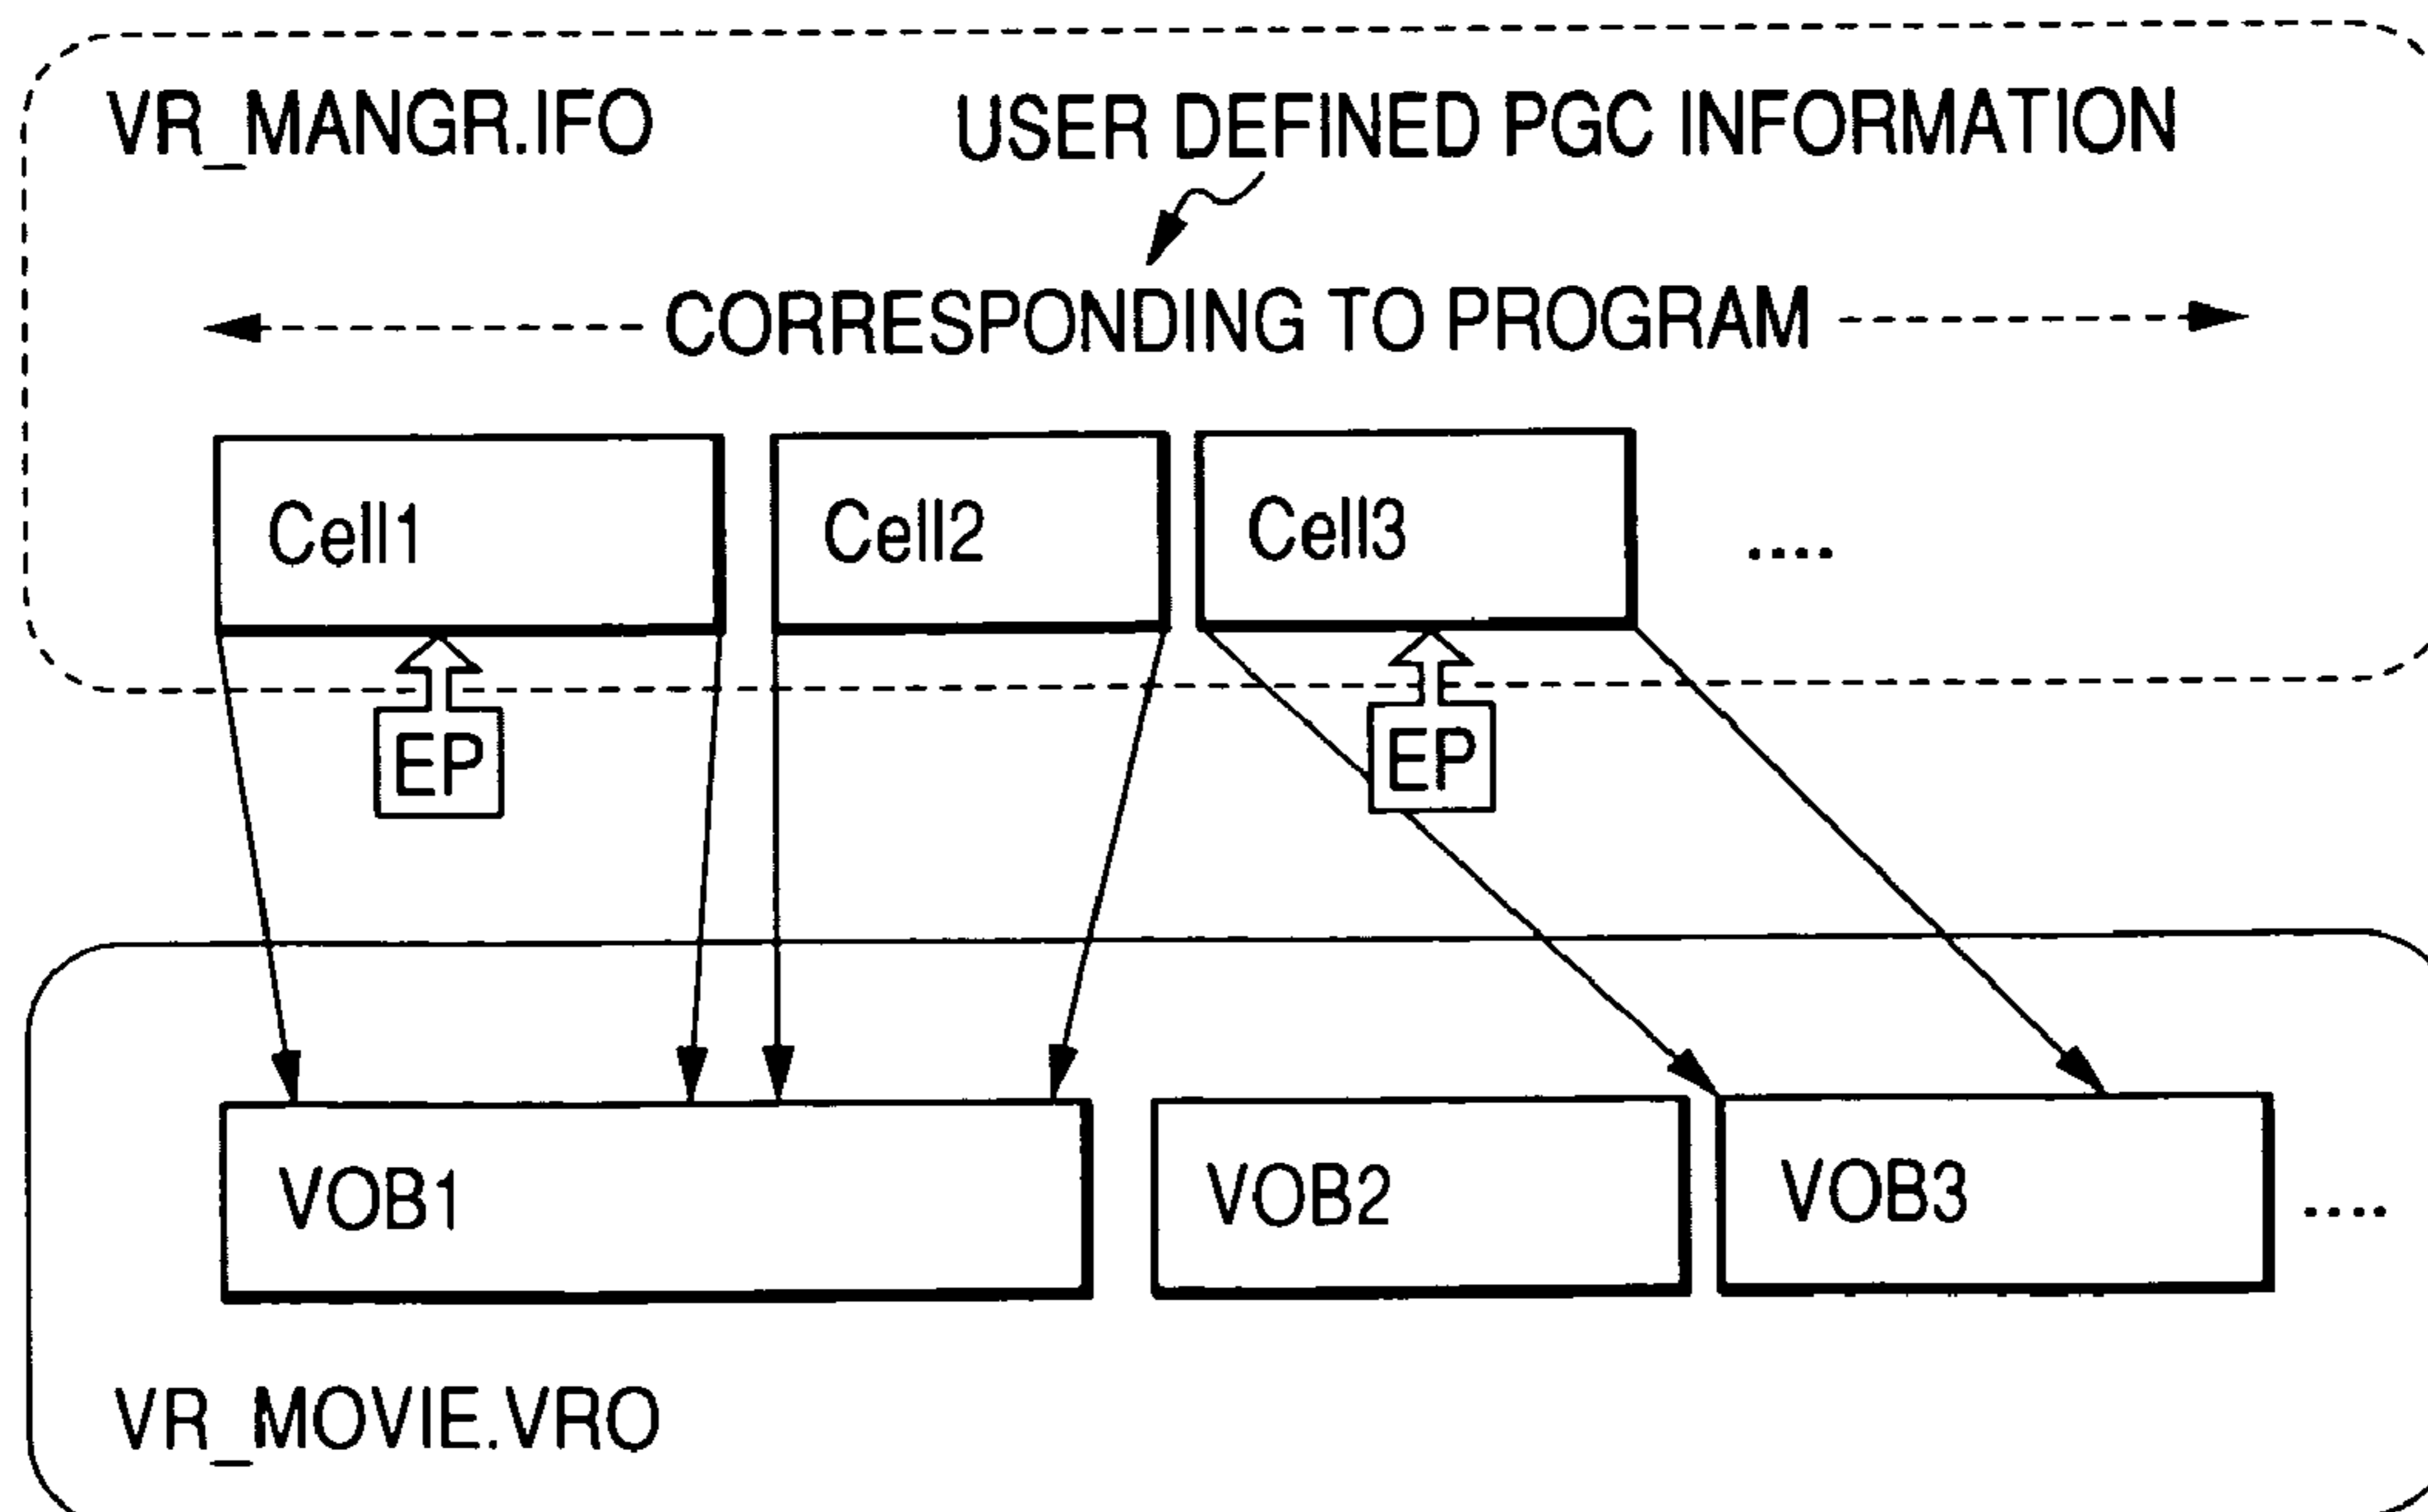 VR_MANGR.IFO
USER DEFINED PGC INFORMATION
CORRESPONDING TO PROGRAM
Cell1
Cell2
Cell3
....
EP
EP
VOB1
VOB2
VOB3
....
VR_MOVIE.VRO